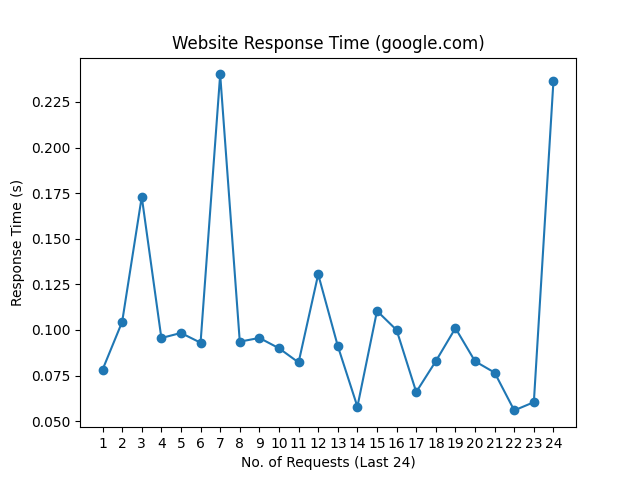 Website Response Time (google.com)
Response Time (s)
0.225
0.200
0.175
0.150
0.125
0.100
0.075
0.050
1 2 3 4 5 6 7 8 9 10 11 12 13 14 15 16 17 18 19 20 21 22 23 24
No. of Requests (Last 24)